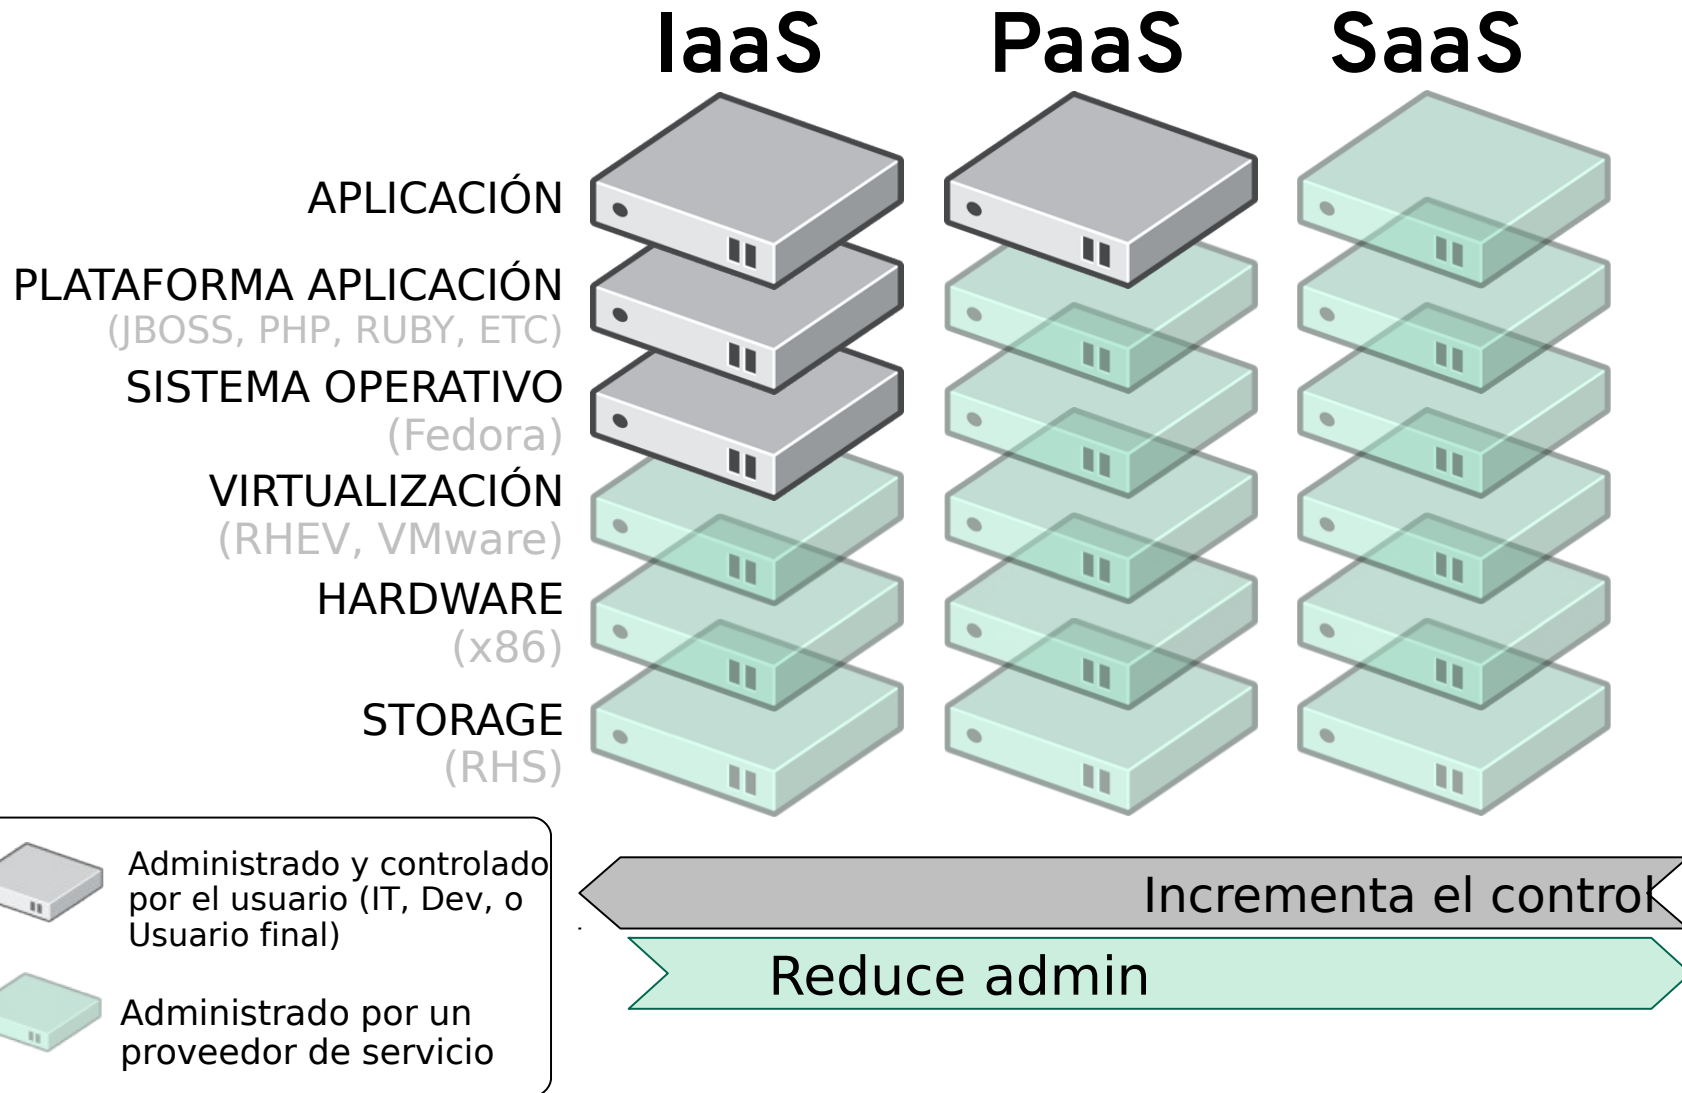 IaaS PaaS SaaS
APLICACIÓN
PLATAFORMA APLICACIÓN
(JBOSS, PHP, RUBY, ETC)
SISTEMA OPERATIVO
(Fedora)
VIRTUALIZACIÓN
(RHEV, VMware)
HARDWARE
(x86)
STORAGE
(RHS)
Administrado y controlado
por el usuario (IT, Dev, o
Usuario final)
Administrado por un
proveedor de servicio
Incrementa el control
Reduce admin